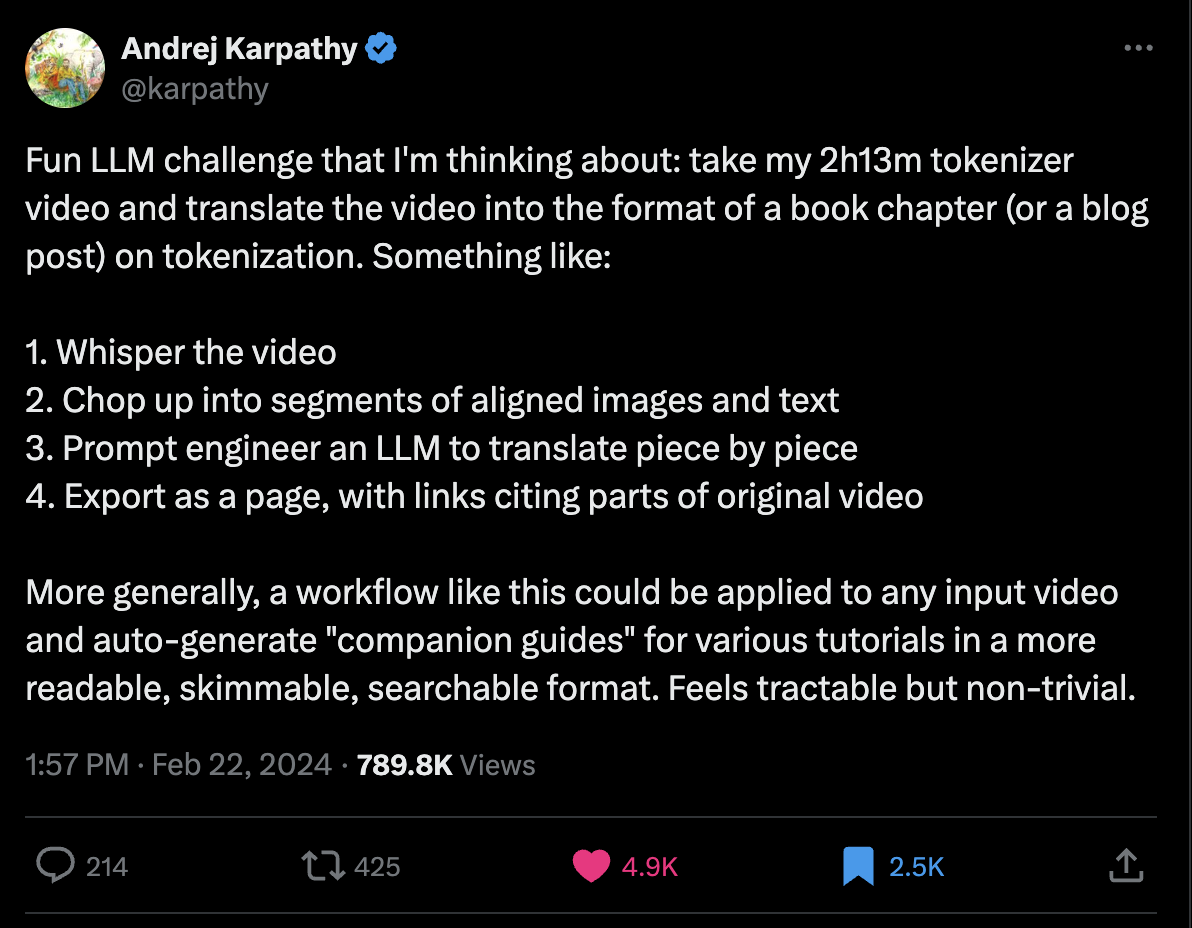 Andrej Karpathy
@karpathy
Fun LLM challenge that I'm thinking about: take my 2h13m tokenizer
video and translate the video into the format of a book chapter (or a blog
post) on tokenization. Something like:
1. Whisper the video
2. Chop up into segments of aligned images and text
3. Prompt engineer an LLM to translate piece by piece
4. Export as a page, with links citing parts of original video
More generally, a workflow like this could be applied to any input video
and auto-generate "companion guides" for various tutorials in a more
readable, skimmable, searchable format. Feels tractable but non-trivial.
1:57 PM · Feb 22, 2024 · 789.8K Views
214 425 4.9K 2.5K